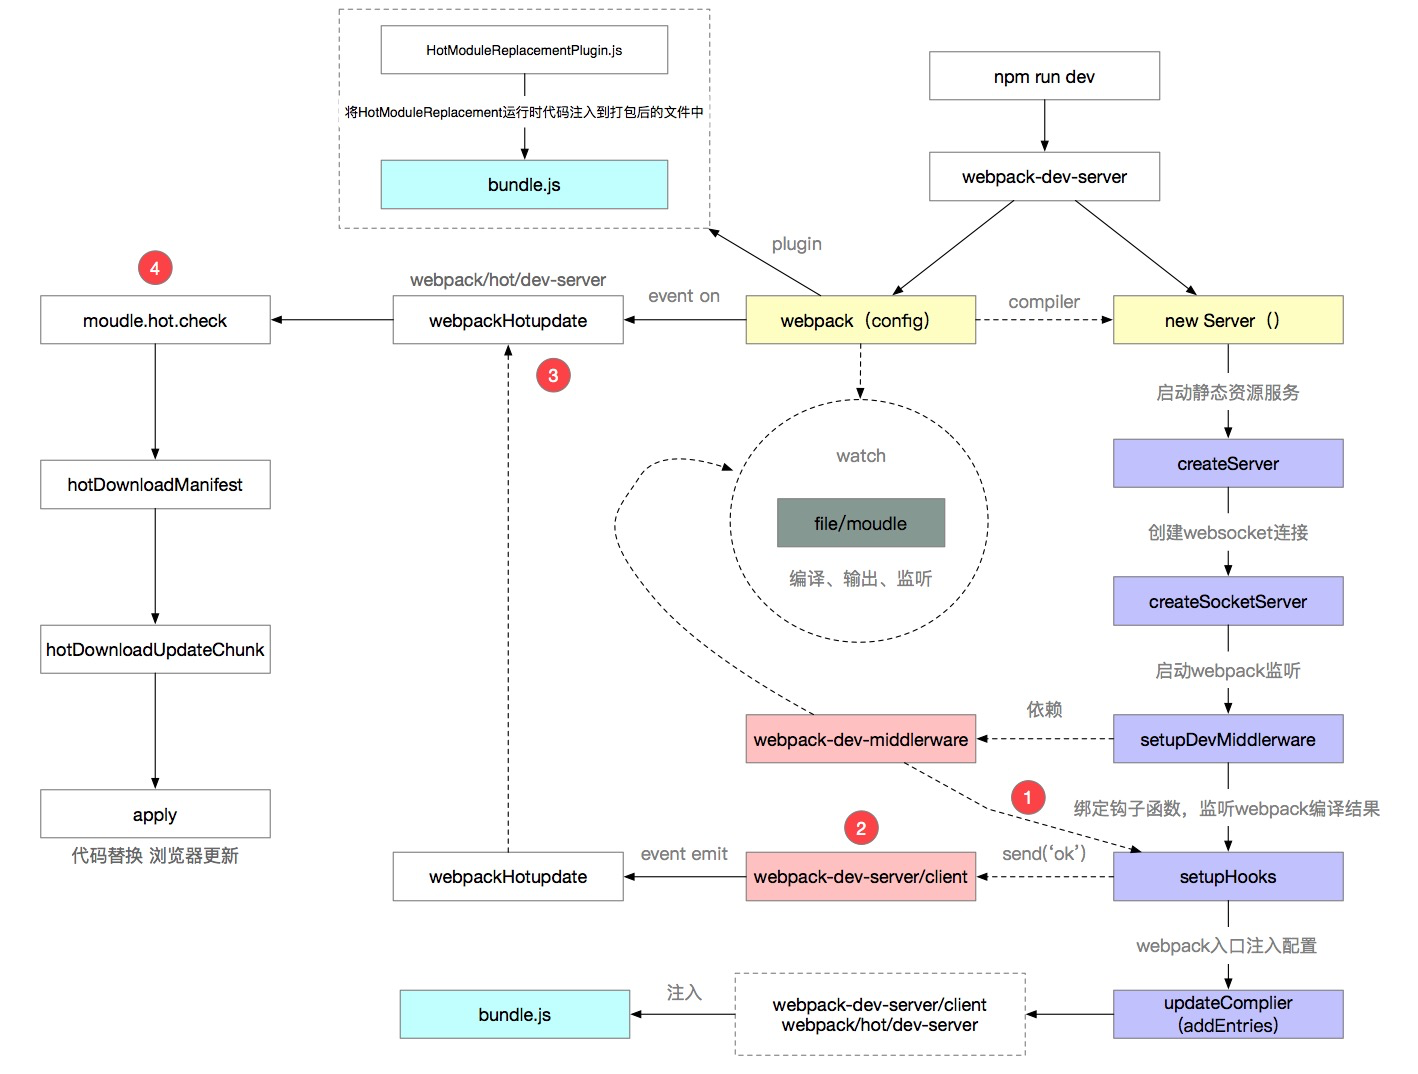 HotModuleReplacementPlugin.js
将HotModuleReplacement运行时代码注入到打包后的文件中
bundle.js
npm run dev
webpack-dev-server
plugin
4
webpack/hot/dev-server
event on
compiler
moudle.hot.check
webpackHotupdate
webpack（config）
new Server（）
3
启动静态资源服务
watch
createServer
hotDownloadManifest
file/moudle
创建websocket连接
编译、输出、监听
createSocketServer
hotDownloadUpdateChunk
启动webpack监听
依赖
webpack-dev-middlerware
setupDevMiddlerware
1
绑定钩子函数，监听webpack编译结果
apply
2
代码替换 浏览器更新
event emit
send(‘ok’)
webpackHotupdate
webpack-dev-server/client
setupHooks
webpack入口注入配置
注入
bundle.js
webpack-dev-server/client
webpack/hot/dev-server
updateComplier
（addEntries）